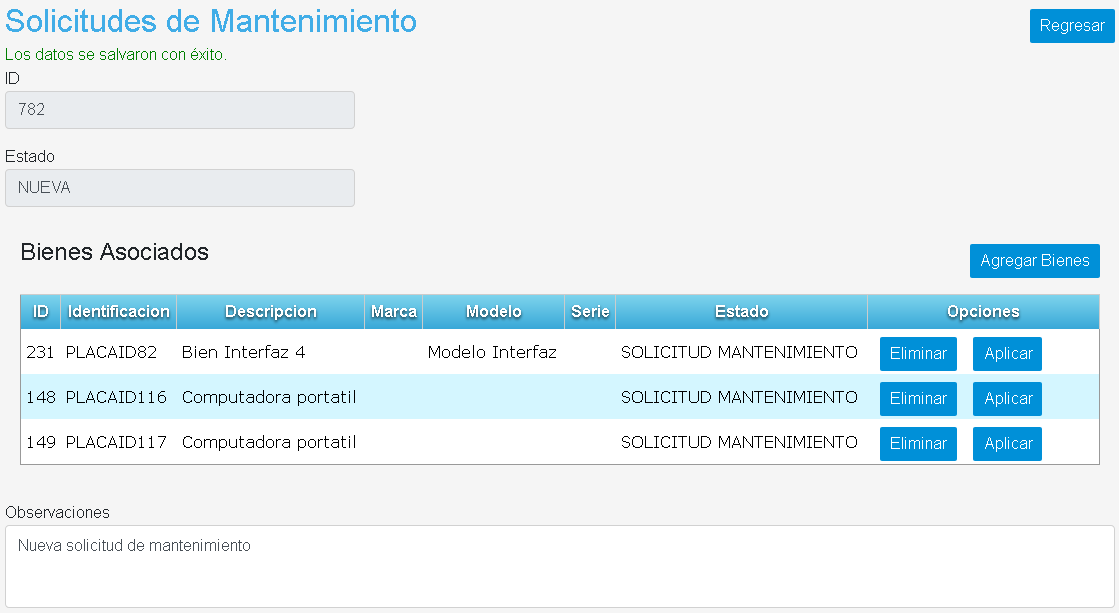 Solicitudes de Mantenimiento
Regresar
Los datos se salvaron con éxito.
ID
782
Estado
NUEVA
Bienes Asociados
Agregar Bienes
ID Identificacion Descripcion Marca Modelo Serie Estado Opciones
231 PLACAID82 Bien Interfaz 4 Modelo Interfaz SOLICITUD MANTENIMIENTO Eliminar Aplicar
148 PLACAID116 Computadora portatil SOLICITUD MANTENIMIENTO Eliminar Aplicar
149 PLACAID117 Computadora portatil SOLICITUD MANTENIMIENTO Eliminar Aplicar
Observaciones
Nueva solicitud de mantenimiento